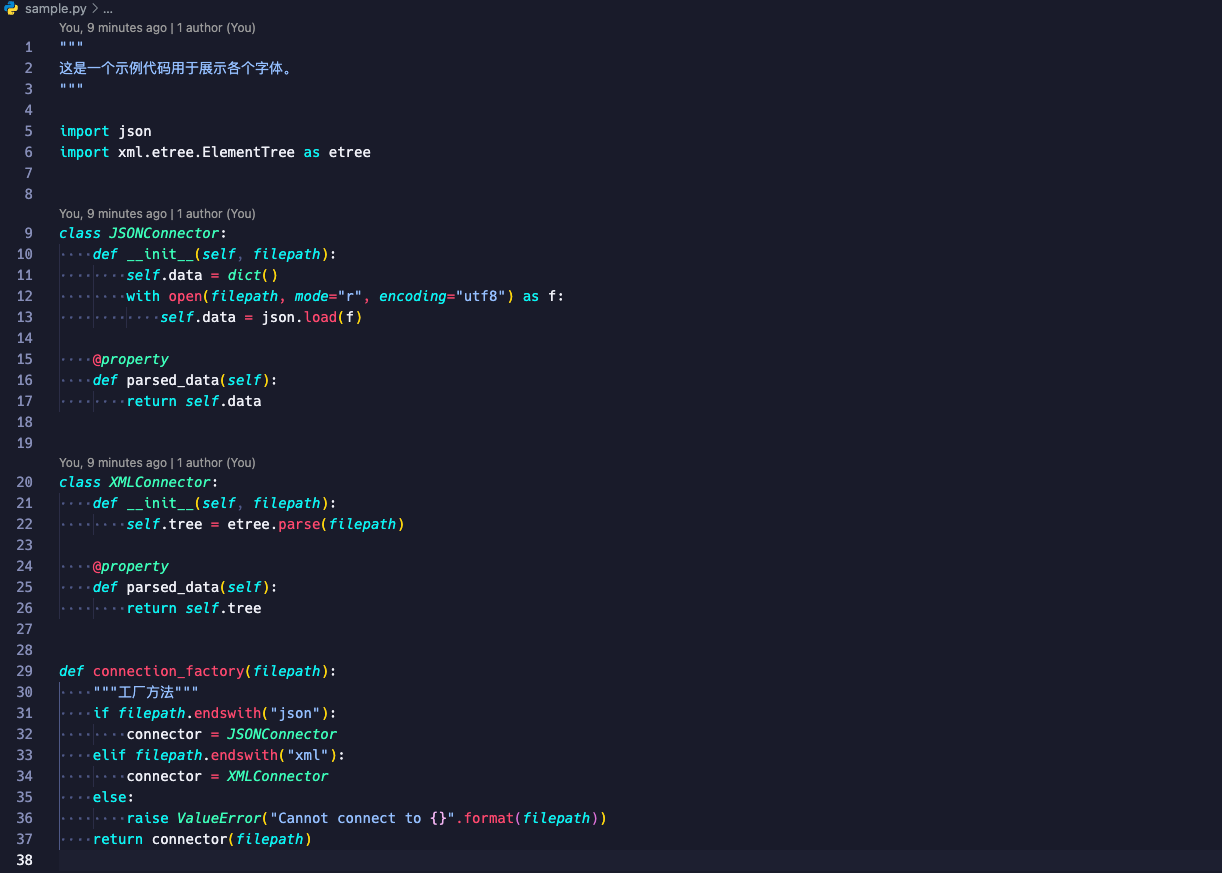 sample.py > ...
You, 9 minutes ago | 1 author (You)
1 """
2 这是一个示例代码用于展示各个字体。
3 """
4
5 import json
6 import xml.etree.ElementTree as etree
7
8
You, 9 minutes ago | 1 author (You)
9 class JSONConnector:
10     def __init__(self, filepath):
11         self.data = dict()
12         with open(filepath, mode="r", encoding="utf8") as f:
13             self.data = json.load(f)
14
15     @property
16     def parsed_data(self):
17         return self.data
18
19
You, 9 minutes ago | 1 author (You)
20 class XMLConnector:
21     def __init__(self, filepath):
22         self.tree = etree.parse(filepath)
23
24     @property
25     def parsed_data(self):
26         return self.tree
27
28
29 def connection_factory(filepath):
30     """工厂方法"""
31     if filepath.endswith("json"):
32         connector = JSONConnector
33     elif filepath.endswith("xml"):
34         connector = XMLConnector
35     else:
36         raise ValueError("Cannot connect to {}".format(filepath))
37     return connector(filepath)
38